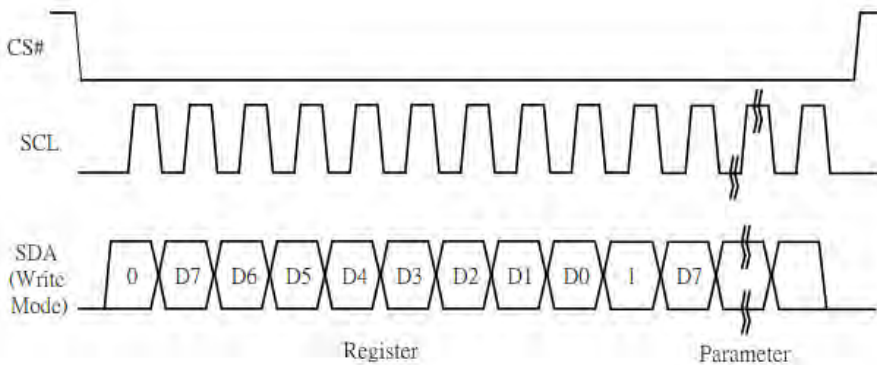 CS#
SCL
SDA
(Write
Mode)
0 D7 D6 D5 D4 D3 D2 D1 D0 1 D7
Register Parameter